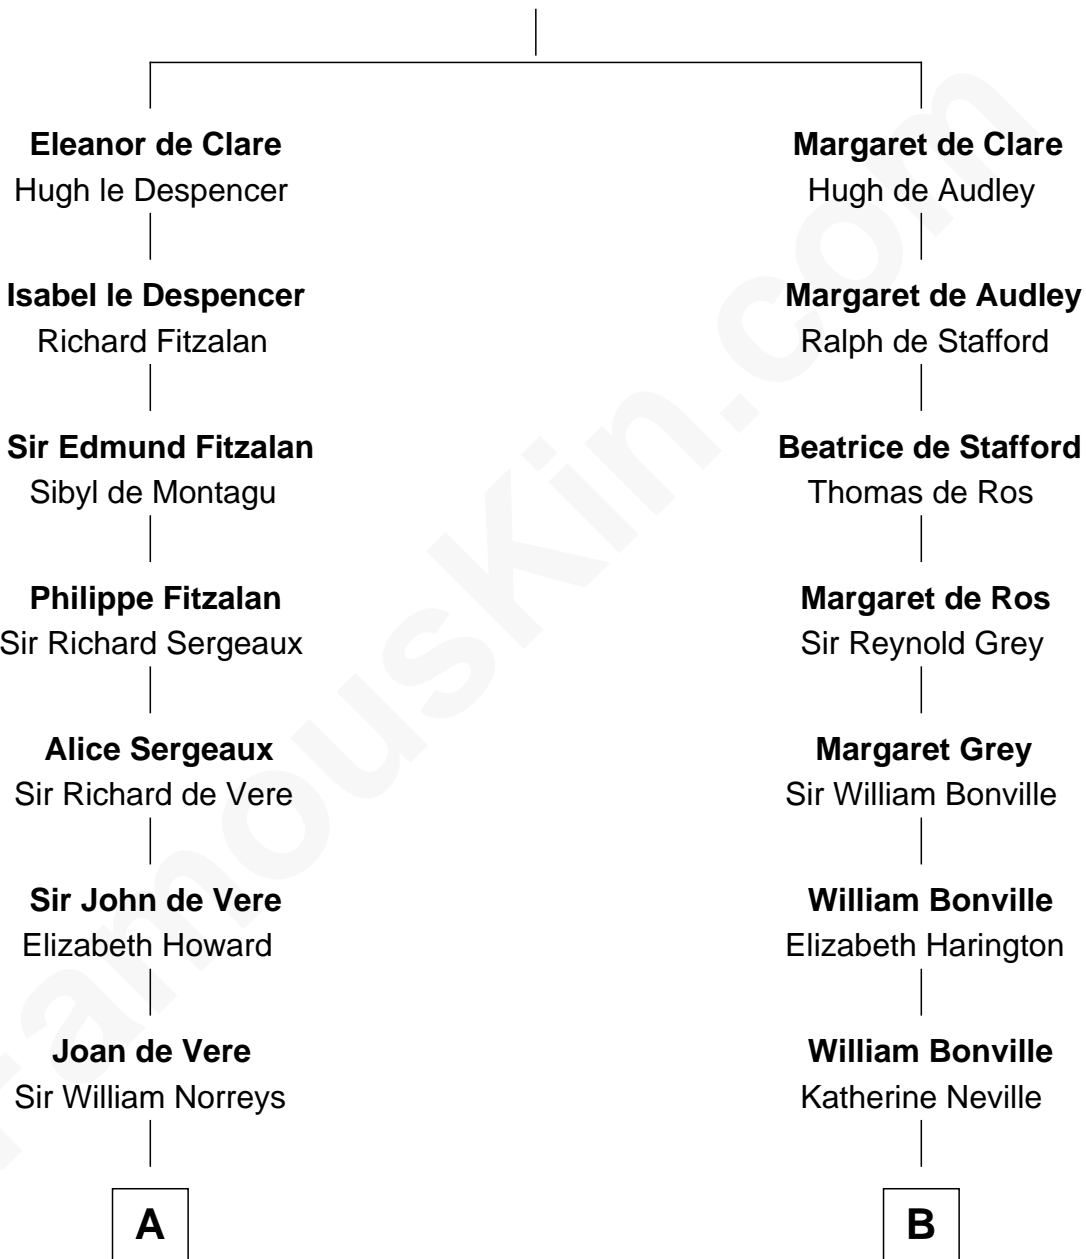 Eleanor de Clare
Hugh le Despencer
Isabel le Despencer
Richard Fitzalan
Sir Edmund Fitzalan
Sibyl de Montagu
Philippe Fitzalan
Sir Richard Sergeaux
Alice Sergeaux
Sir Richard de Vere
Sir John de Vere
Elizabeth Howard
Joan de Vere
Sir William Norreys
A
Margaret de Clare
Hugh de Audley
Margaret de Audley
Ralph de Stafford
Beatrice de Stafford
Thomas de Ros
Margaret de Ros
Sir Reynold Grey
Margaret Grey
Sir William Bonville
William Bonville
Elizabeth Harington
William Bonville
Katherine Neville
B
FamousKin.com